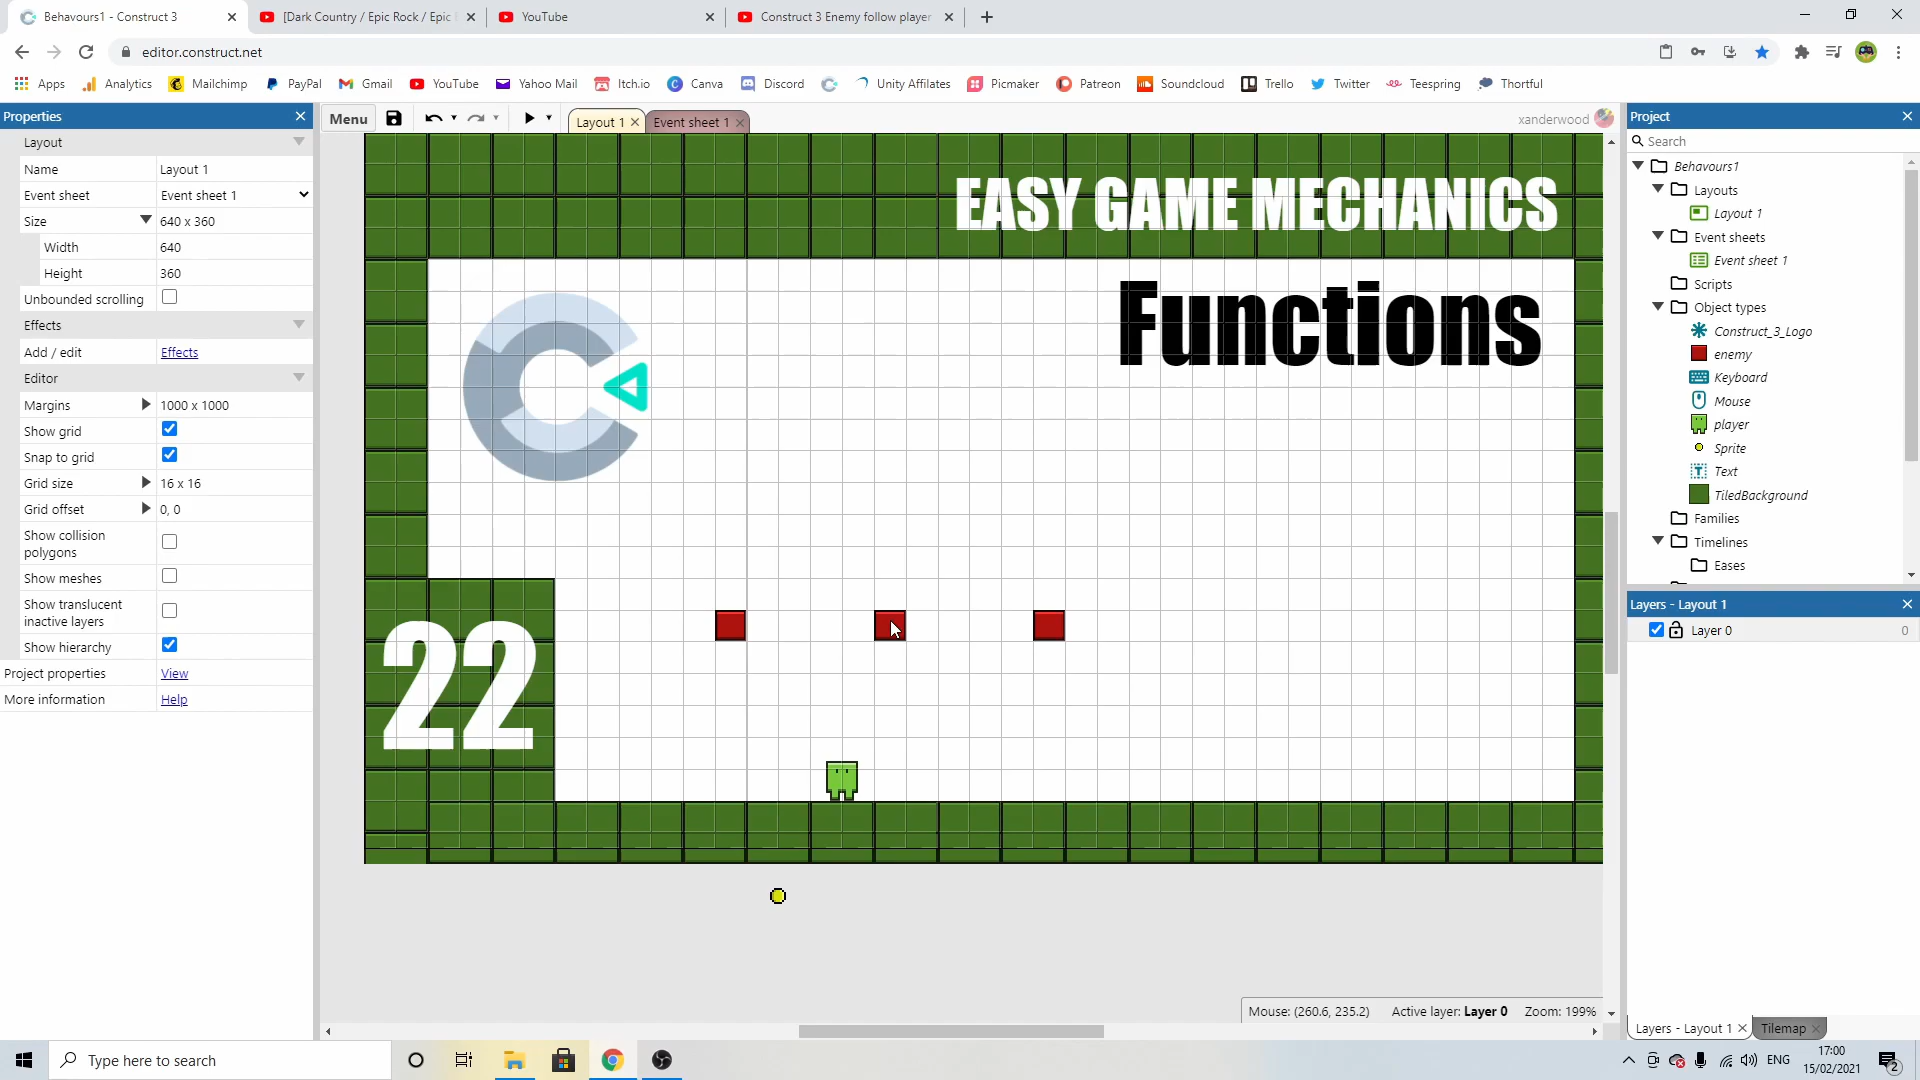 Behavours1 - Construct 3
[Dark Country / Epic Rock / Epic
YouTube
Construct 3 Enemy follow player
editor.construct.net
Apps
Analytics
Mailchimp
PayPal
Gmail
YouTube
Yahoo Mail
Itch.io
Canva
Discord
Unity Affilates
Picmaker
Patreon
Soundcloud
Trello
Twitter
Teespring
Thortful
Properties
Menu
Layout 1
Event sheet 1
xanderwood
Project
Layout
Name Layout 1
Event sheet Event sheet 1
Size 640 x 360
Width 640
Height 360
Unbounded scrolling
Effects
Add / edit Effects
Editor
Margins 1000 x 1000
Show grid
Snap to grid
Grid size 16 x 16
Grid offset 0, 0
Show collision
polygons
Show meshes
Show translucent
inactive layers
Show hierarchy
Project properties View
More information Help
EASY GAME MECHANICS
Functions
22
Mouse: (260.6, 235.2) Active layer: Layer 0 Zoom: 199%
Search
Behavours1
Layouts
Layout 1
Event sheets
Event sheet 1
Scripts
Object types
Construct_3_Logo
enemy
Keyboard
Mouse
player
Sprite
Text
TiledBackground
Families
Timelines
Eases
Layers - Layout 1
Layer 0 0
Layers - Layout 1
Tilemap
Type here to search
ENG
17:00
15/02/2021
2